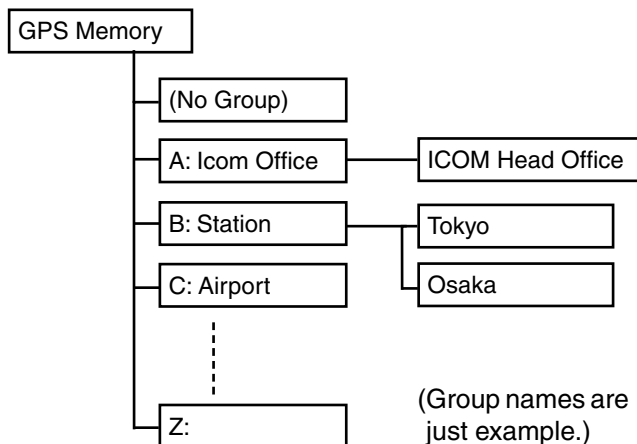 GPS Memory
(No Group)
A: Icom Office
ICOM Head Office
B: Station
Tokyo
C: Airport
Osaka
Z:
(Group names are
just example.)